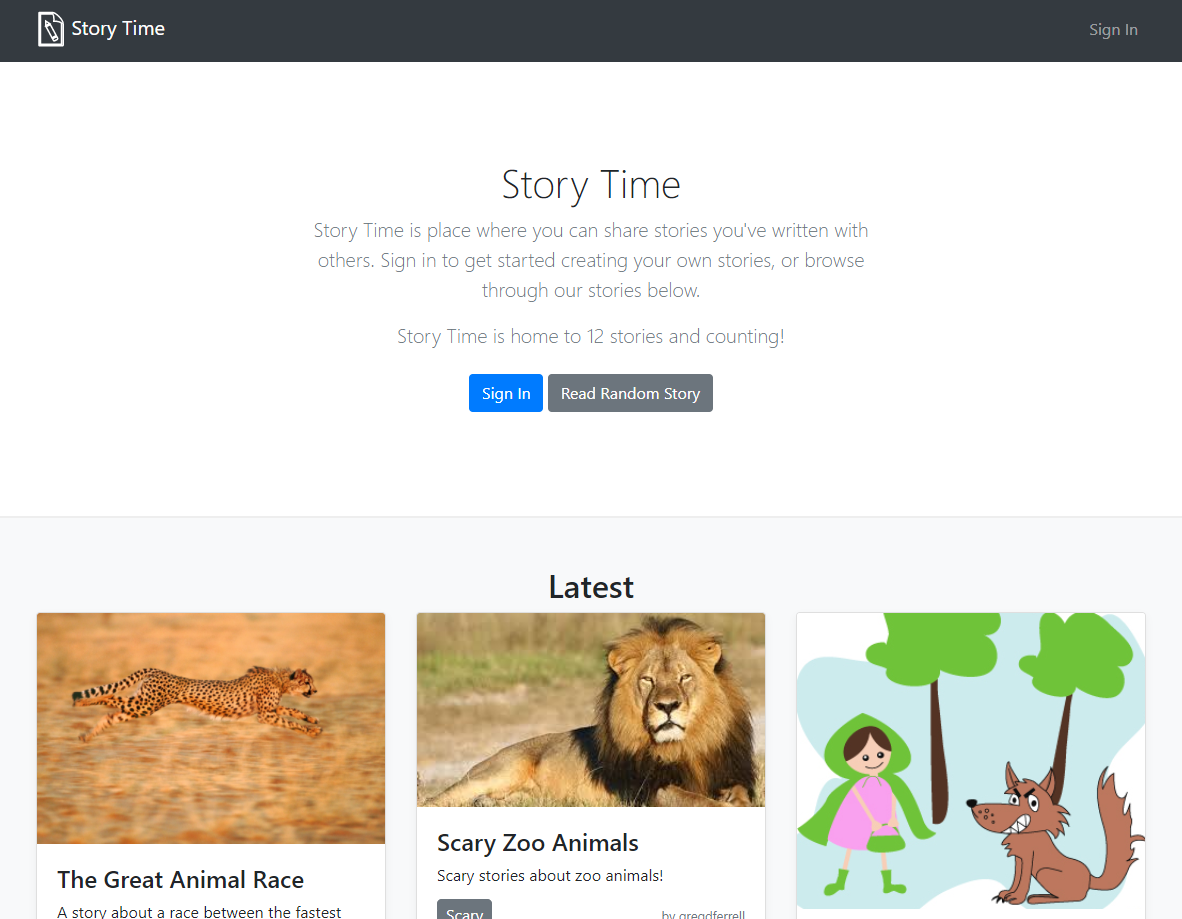 Story Time
Sign In
Story Time
Story Time is place where you can share stories you've written with
others. Sign in to get started creating your own stories, or browse
through our stories below.
Story Time is home to 12 stories and counting!
Sign In
Read Random Story
Latest
The Great Animal Race
A story about a race between the fastest
Scary Zoo Animals
Scary stories about zoo animals!
Scary
by gregdferrell